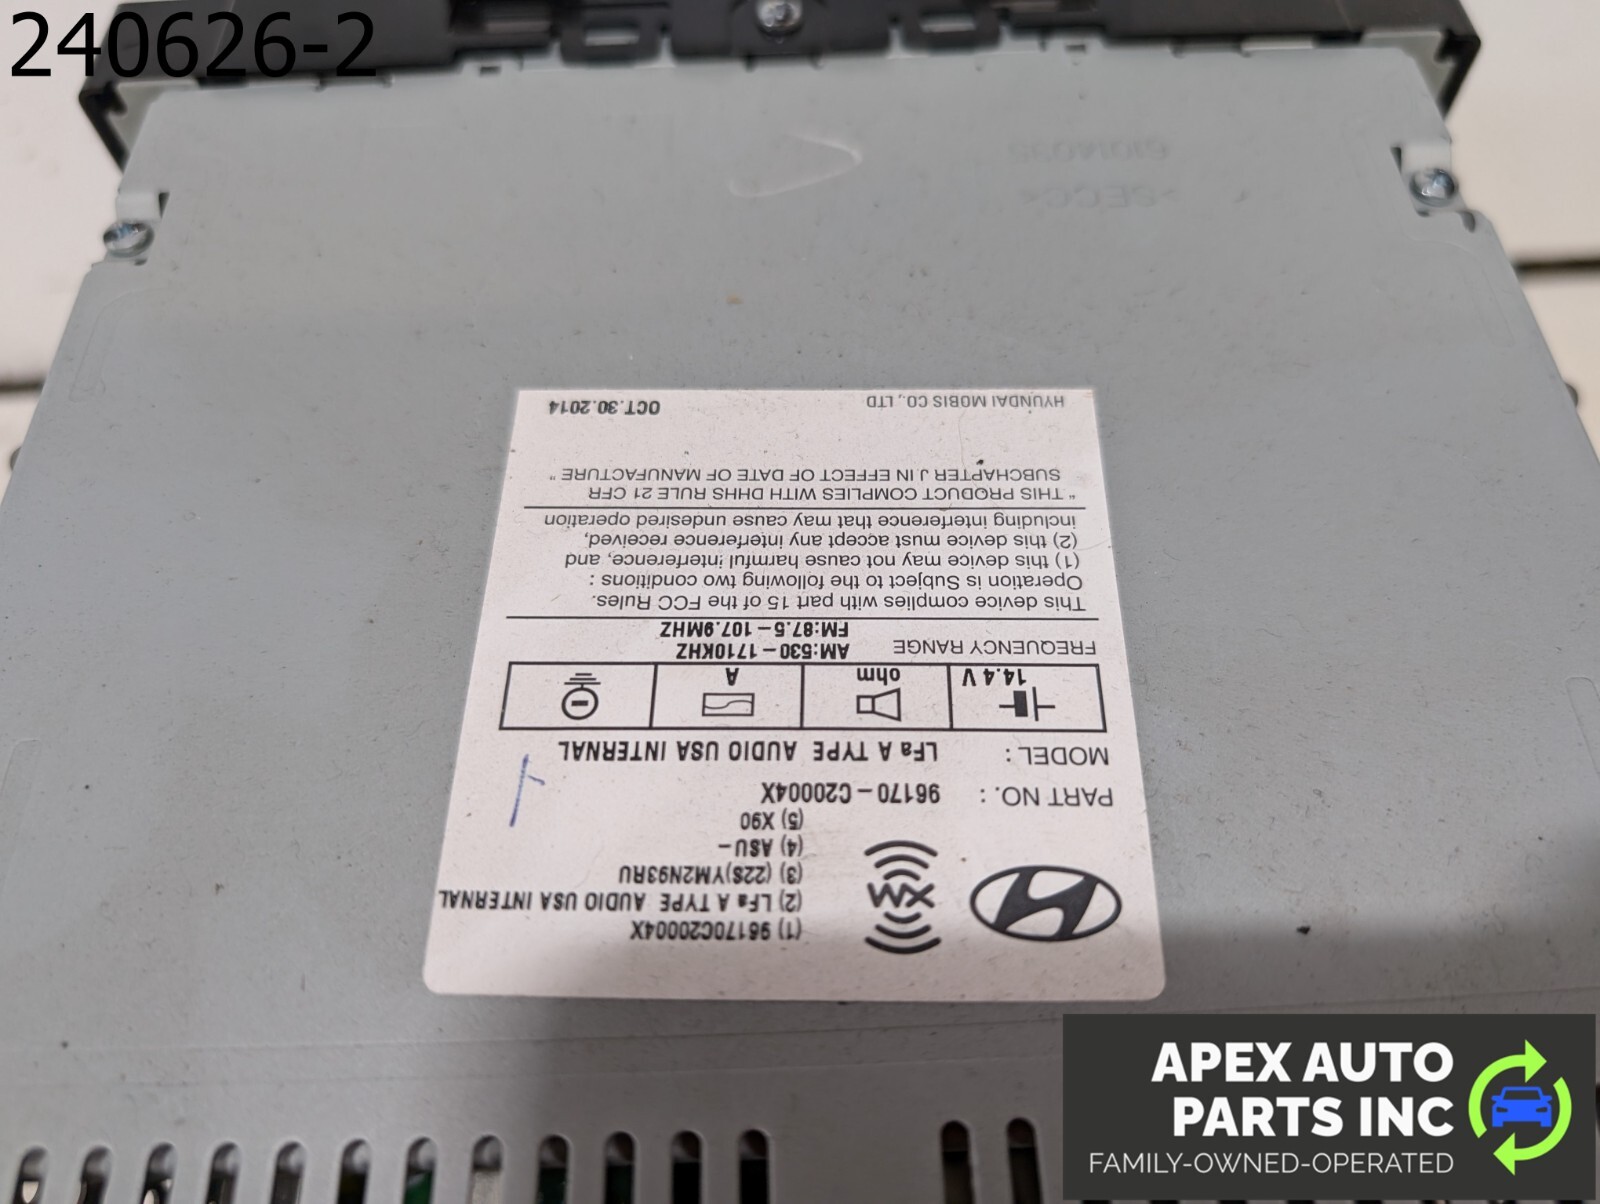 240626-2
(1) 96170C20004X
(2) LFa A TYPE AUDIO USA INTERNAL
(3) (22S)YM2N93RU
(4) ASU-
(5) X90
WX
PART NO. : 96170-C20004X
MODEL : LFa A TYPE AUDIO USA INTERNAL
14.4 V
ohm
A
FREQUENCY RANGE AM:530-1710KHZ
FM:87.5-107.9MHZ
This device complies with part 15 of the FCC Rules.
Operation is Subject to the following two conditions :
(1) this device may not cause harmful interference, and
(2) this device must accept any interference received,
including interference that may cause undesired operation
" THIS PRODUCT COMPLIES WITH DHHS RULE 21 CFR
SUBCHAPTER J IN EFFECT OF DATE OF MANUFACTURE "
HYUNDAI MOBIS CO., LTD OCT.30.2014
APEX AUTO
PARTS INC
FAMILY-OWNED-OPERATED